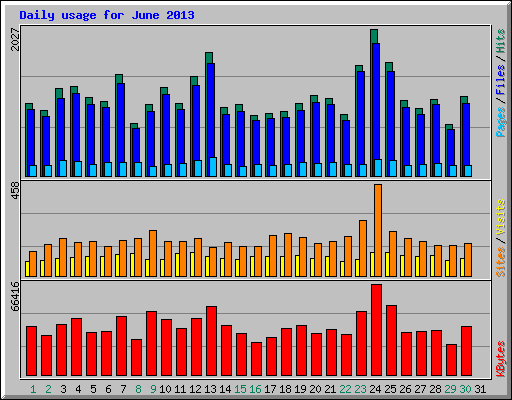 Daily usage for June 2013
2027
Pages / Files / Hits
458
Sites / Visits
66416
KBytes
1 2 3 4 5 6 7 8 9 10 11 12 13 14 15 16 17 18 19 20 21 22 23 24 25 26 27 28 29 30 31